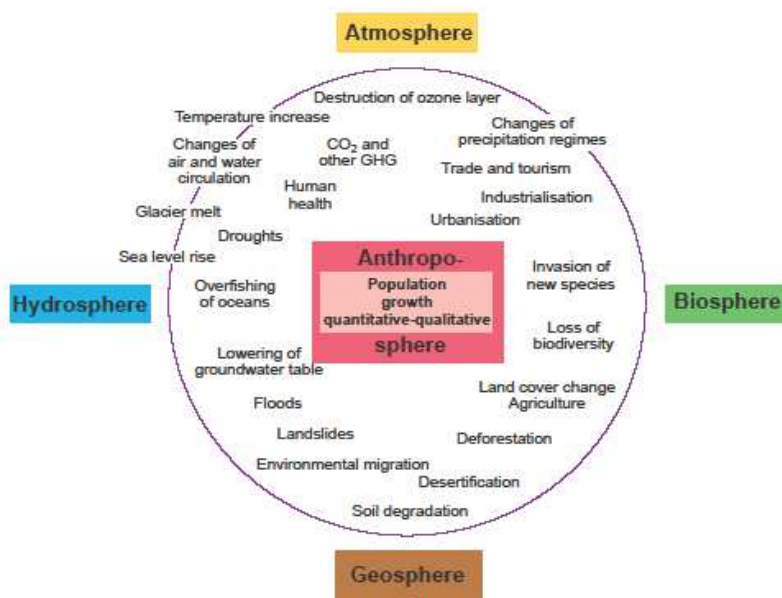 Atmosphere
Destruction of ozone layer
Temperature increase
Changes of
precipitation regimes
Changes of
air and water
circulation
CO₂ and
other GHG
Trade and tourism
Human
health
Industrialisation
Glacier melt
Urbanisation
Droughts
Sea level rise
Anthropo-
Population
growth
quantitative-qualitative
sphere
Invasion of
new species
Overfishing
of oceans
Hydrosphere
Biosphere
Loss of
biodiversity
Lowering of
groundwater table
Land cover change
Agriculture
Floods
Landslides
Deforestation
Environmental migration
Desertification
Soil degradation
Geosphere